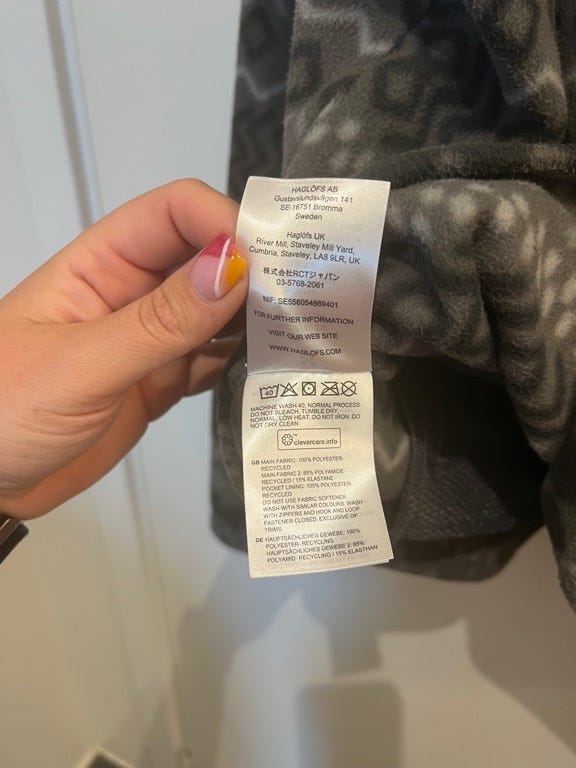 HAGLÖFS AB
Gustavslundsvägen 141
SE-16751 Bromma
Sweden
Haglöfs UK
River Mill, Staveley Mill Yard,
Cumbria, Staveley, LA8 9LR, UK
株式会社RCTジャパン
03-5768-2061
NIF: SE556054869401
FOR FURTHER INFORMATION
VISIT OUR WEB SITE
WWW.HAGLOFS.COM
40
MACHINE WASH 40, NORMAL PROCESS.
DO NOT BLEACH, TUMBLE DRY,
NORMAL, LOW HEAT. DO NOT IRON. DO
NOT DRY CLEAN
clevercare.info
GB MAIN FABRIC: 100% POLYESTER-
RECYCLED
MAIN FABRIC 2: 85% POLYAMIDE-
RECYCLED / 15% ELASTANE
POCKET LINING: 100% POLYESTER-
RECYCLED
DO NOT USE FABRIC SOFTENER.
WASH WITH SIMILAR COLOURS. WASH
WITH ZIPPERS AND HOOK AND LOOP
FASTENER CLOSED. EXCLUSIVE OF
TRIMS
DE HAUPTSÄCHLICHES GEWEBE: 100%
POLYESTER- RECYCLING
HAUPTSÄCHLICHES GEWEBE 2: 85%
POLYAMID- RECYCLING / 15% ELASTHAN